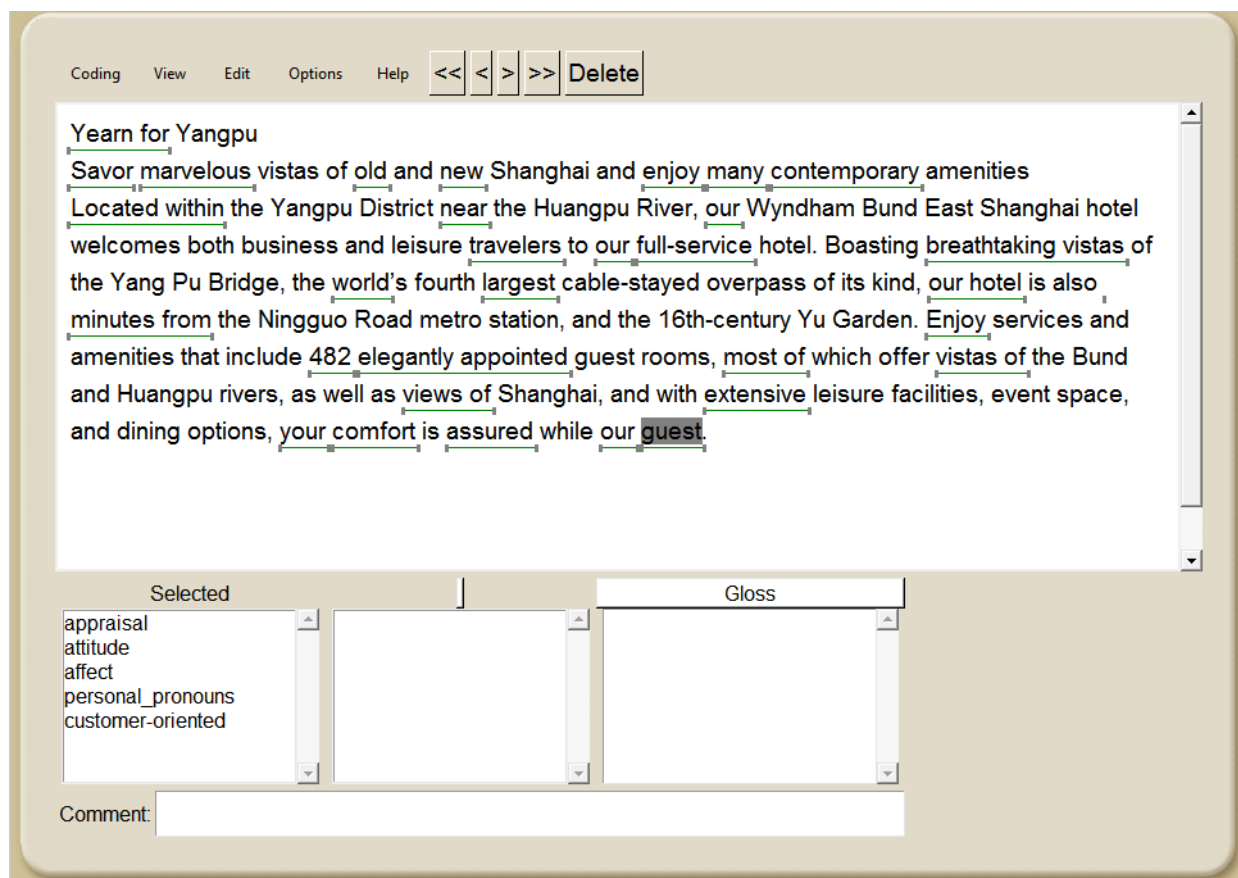 Coding View Edit Options Help << < > >> Delete
Yearn for Yangpu
Savor marvelous vistas of old and new Shanghai and enjoy many contemporary amenities
Located within the Yangpu District near the Huangpu River, our Wyndham Bund East Shanghai hotel
welcomes both business and leisure travelers to our full-service hotel. Boasting breathtaking vistas of
the Yang Pu Bridge, the world’s fourth largest cable-stayed overpass of its kind, our hotel is also
minutes from the Ningguo Road metro station, and the 16th-century Yu Garden. Enjoy services and
amenities that include 482 elegantly appointed guest rooms, most of which offer vistas of the Bund
and Huangpu rivers, as well as views of Shanghai, and with extensive leisure facilities, event space,
and dining options, your comfort is assured while our guest.
Selected
Gloss
appraisal
attitude
affect
personal_pronouns
customer-oriented
Comment: